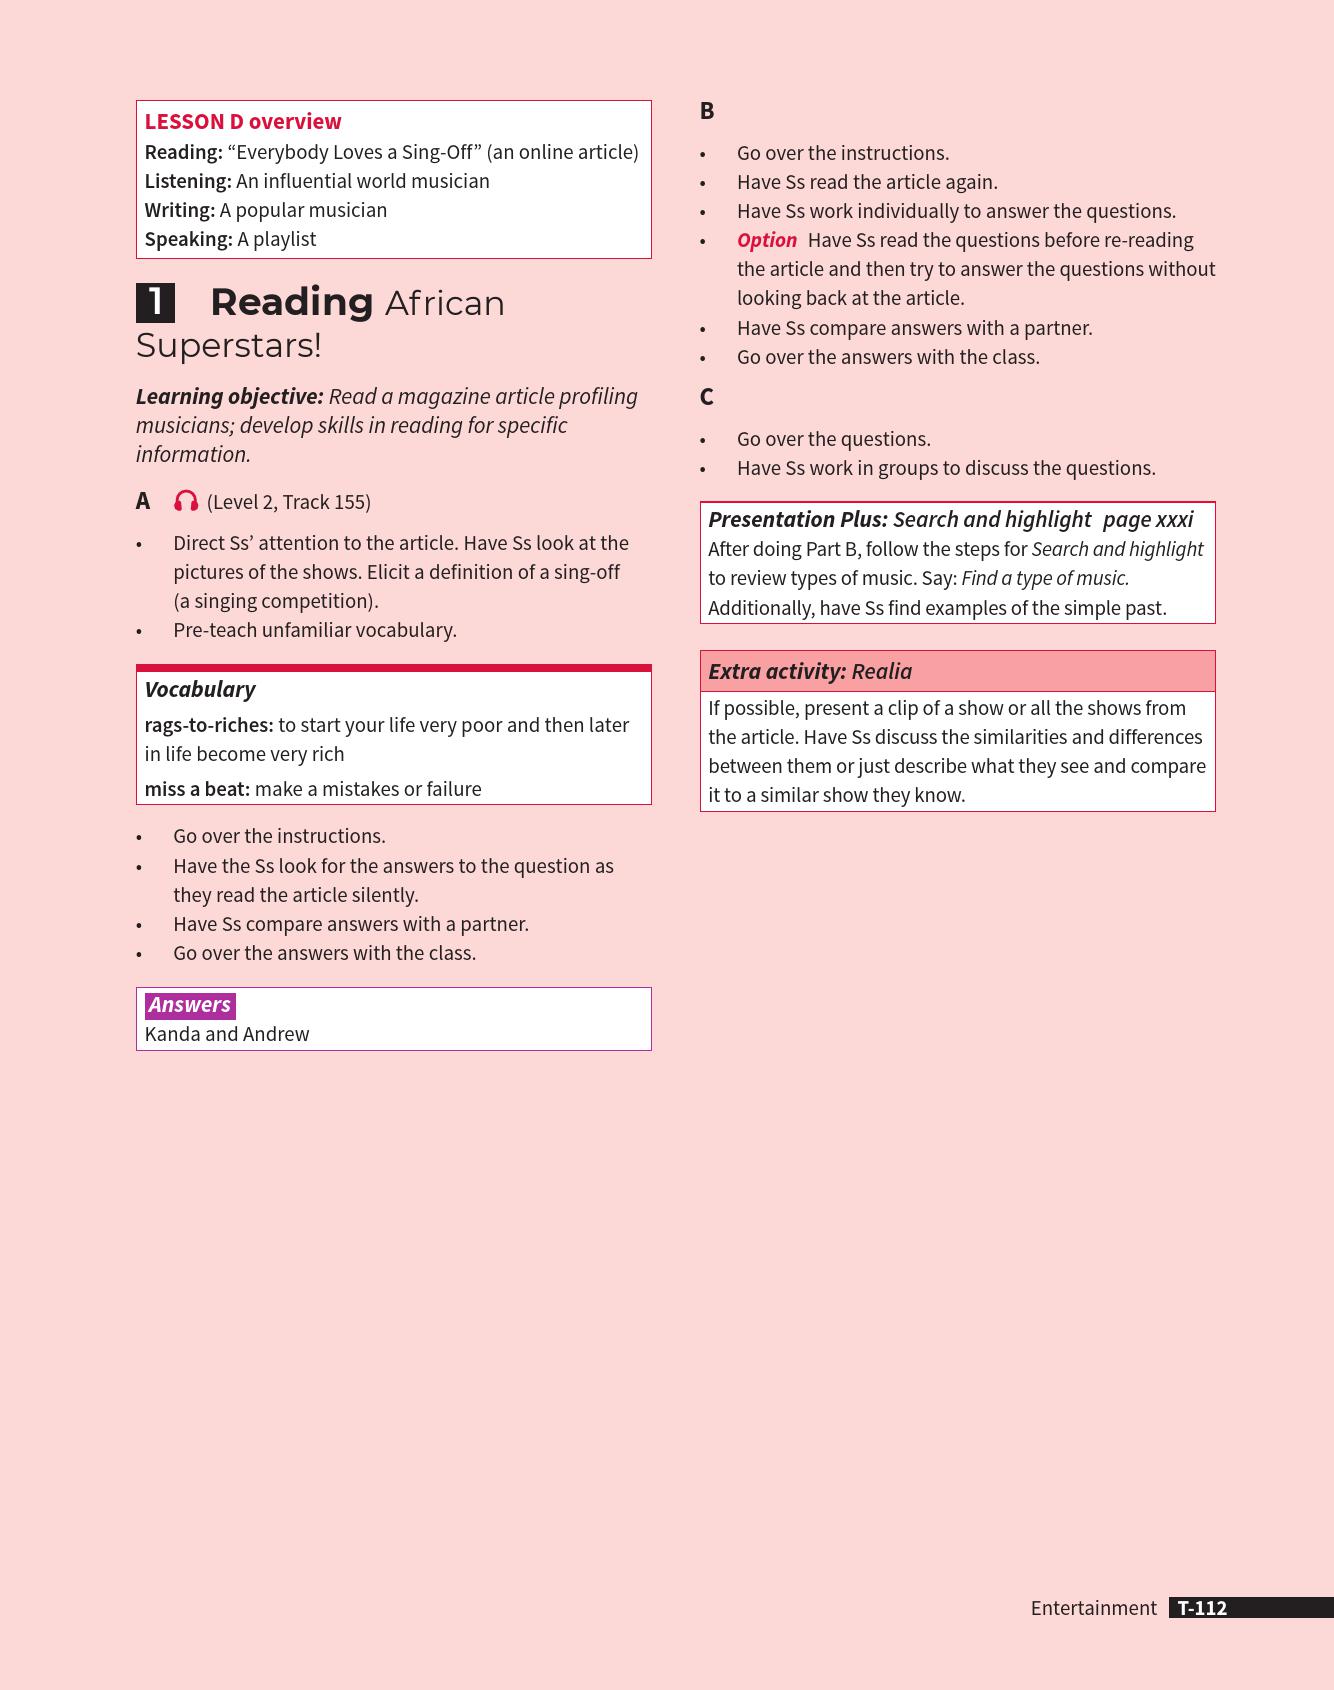 LESSON D overview
Reading: “Everybody Loves a Sing-Off” (an online article)
Listening: An influential world musician
Writing: A popular musician
Speaking: A playlist
1 Reading African
Superstars!
Learning objective: Read a magazine article profiling
musicians; develop skills in reading for specific
information.
A (Level 2, Track 155)
• Direct Ss’ attention to the article. Have Ss look at the
pictures of the shows. Elicit a definition of a sing-off
(a singing competition).
• Pre-teach unfamiliar vocabulary.
Vocabulary
rags-to-riches: to start your life very poor and then later
in life become very rich
miss a beat: make a mistakes or failure
• Go over the instructions.
• Have the Ss look for the answers to the question as
they read the article silently.
• Have Ss compare answers with a partner.
• Go over the answers with the class.
Answers
Kanda and Andrew
B
• Go over the instructions.
• Have Ss read the article again.
• Have Ss work individually to answer the questions.
• Option Have Ss read the questions before re-reading
the article and then try to answer the questions without
looking back at the article.
• Have Ss compare answers with a partner.
• Go over the answers with the class.
C
• Go over the questions.
• Have Ss work in groups to discuss the questions.
Presentation Plus: Search and highlight page xxxi
After doing Part B, follow the steps for Search and highlight
to review types of music. Say: Find a type of music.
Additionally, have Ss find examples of the simple past.
Extra activity: Realia
If possible, present a clip of a show or all the shows from
the article. Have Ss discuss the similarities and differences
between them or just describe what they see and compare
it to a similar show they know.
Entertainment T-112